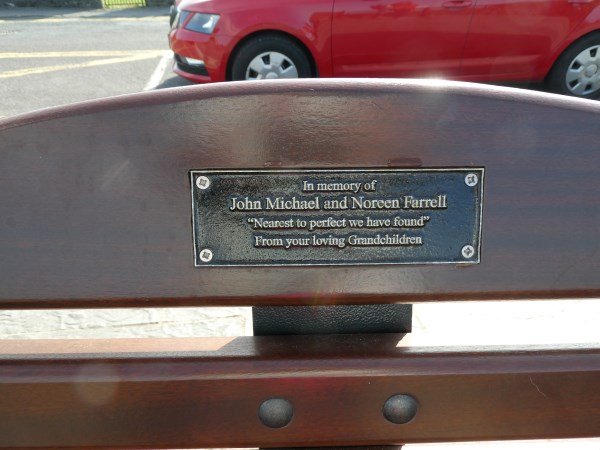 In memory of
John Michael and Noreen Farrell
“Nearest to perfect we have found”
From your loving Grandchildren